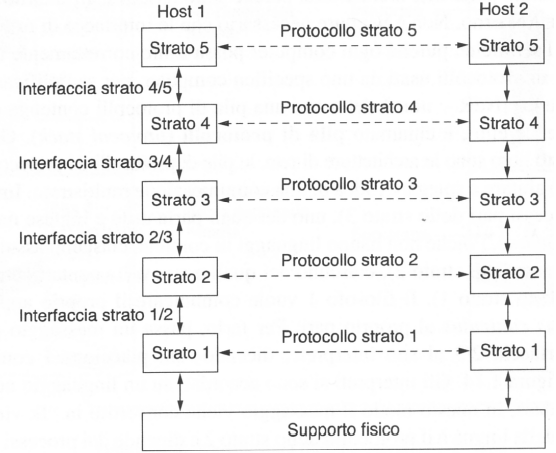 Host 1 Host 2
Strato 5 Protocollo strato 5 Strato 5
Interfaccia strato 4/5
Strato 4 Protocollo strato 4 Strato 4
Interfaccia strato 3/4
Strato 3 Protocollo strato 3 Strato 3
Interfaccia strato 2/3
Strato 2 Protocollo strato 2 Strato 2
Interfaccia strato 1/2
Strato 1 Protocollo strato 1 Strato 1
Supporto fisico